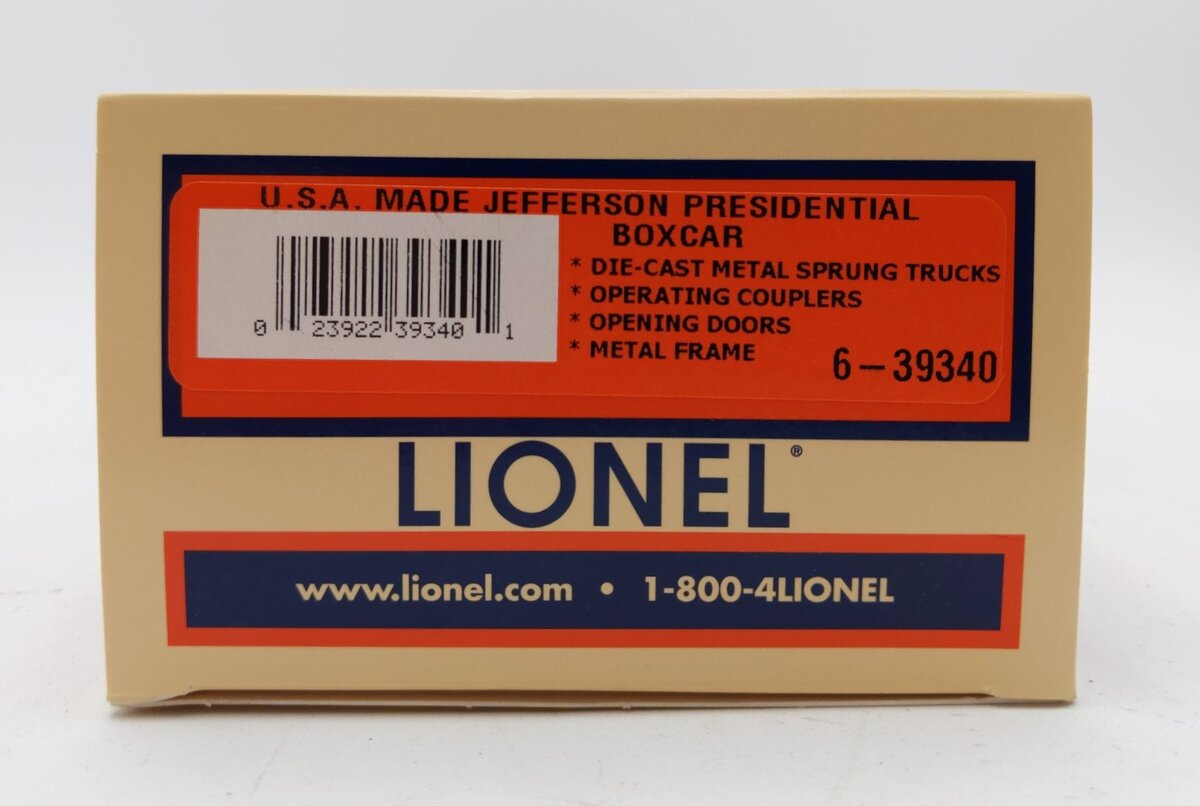 U.S.A. MADE JEFFERSON PRESIDENTIAL
BOXCAR
* DIE-CAST METAL SPRUNG TRUCKS
* OPERATING COUPLERS
* OPENING DOORS
* METAL FRAME
0 23922 39340 1
6-39340
LIONEL®
www.lionel.com • 1-800-4LIONEL